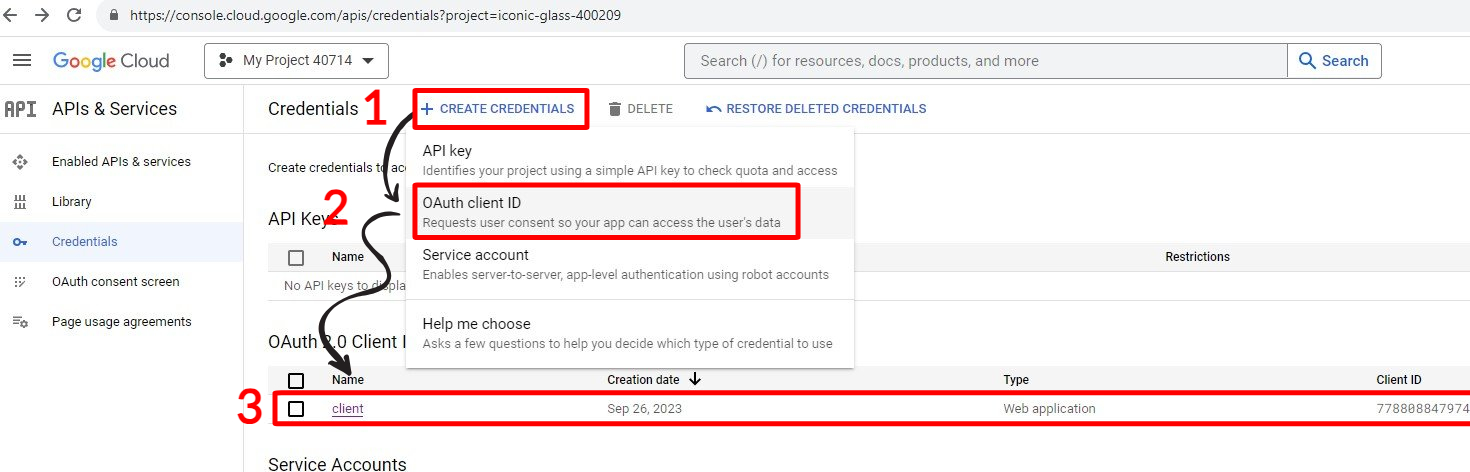 https://console.cloud.google.com/apis/credentials?project=iconic-glass-400209
Google Cloud
My Project 40714
Search (/) for resources, docs, products, and more
Search
API
APIs & Services
Credentials
1
+ CREATE CREDENTIALS
DELETE
RESTORE DELETED CREDENTIALS
Enabled APIs & services
Library
Credentials
OAuth consent screen
Page usage agreements
Create credentials to
API key
Identifies your project using a simple API key to check quota and access
2
OAuth client ID
Requests user consent so your app can access the user's data
Service account
Enables server-to-server, app-level authentication using robot accounts
Help me choose
Asks a few questions to help you decide which type of credential to use
API Keys
Name
Restrictions
No API keys to
OAuth 2.0 Client
Name
Creation date
Type
Client ID
3
client
Sep 26, 2023
Web application
778808847974
Service Accounts